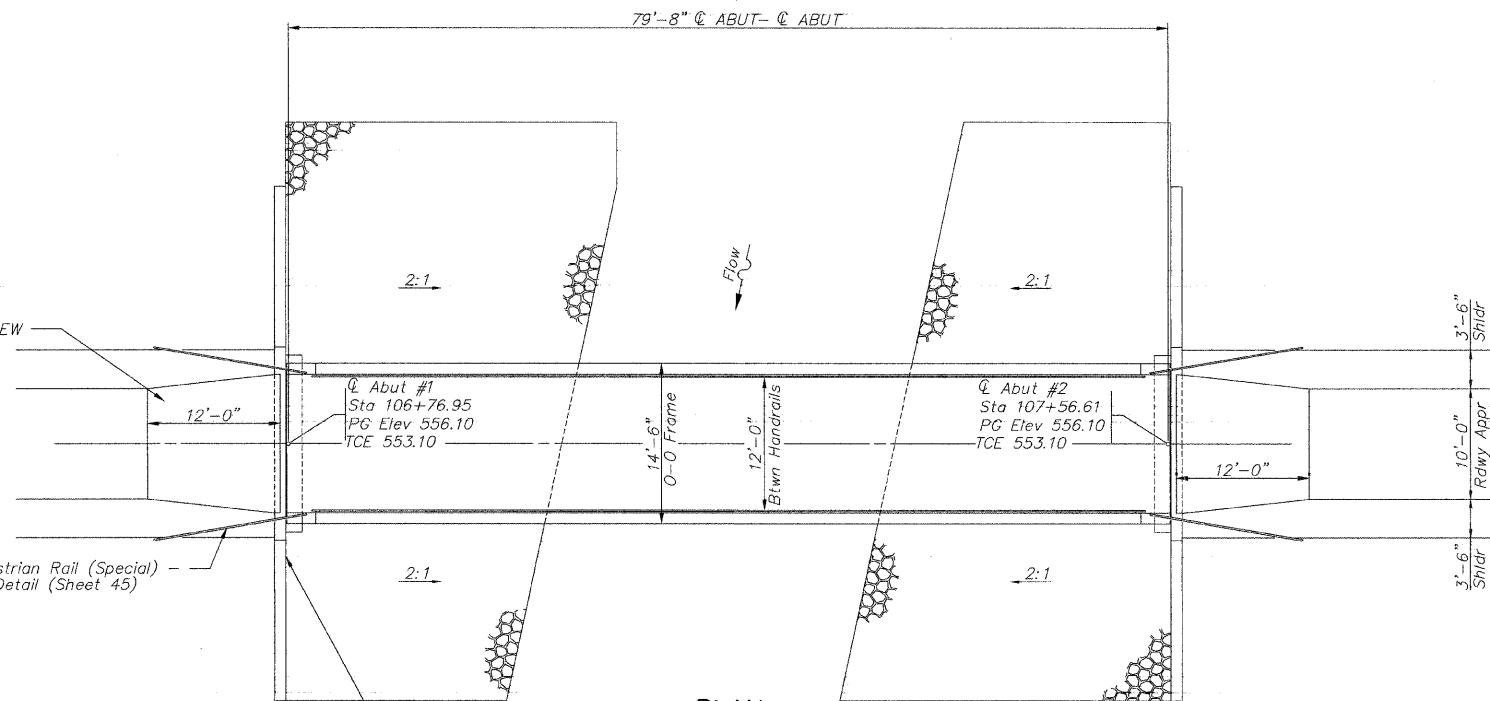 79'-8" ℄ ABUT- ℄ ABUT
Flow
2:1
2:1
EW
3'-6"
Shldr
℄ Abut #1
Sta 106+76.95
PG Elev 556.10
TCE 553.10
℄ Abut #2
Sta 107+56.61
PG Elev 556.10
TCE 553.10
12'-0"
14'-6"
O-O Frame
12'-0"
Btwn Handrails
12'-0"
10'-0"
Rdwy Appr
strian Rail (Special)
Detail (Sheet 45)
2:1
2:1
3'-6"
Shldr